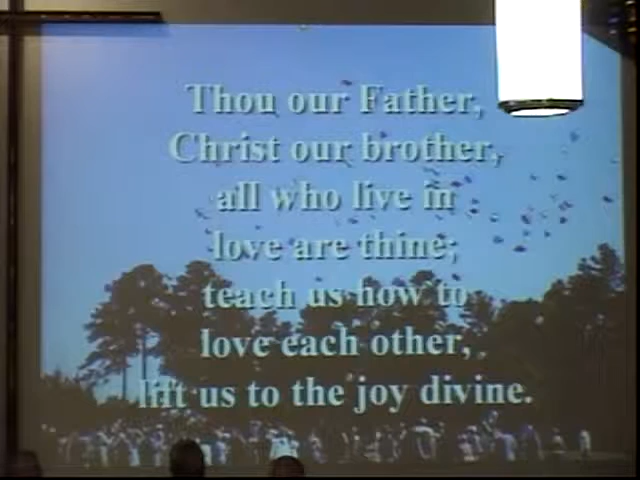 Thou our Father,
Christ our brother,
all who live in
love are thine;
teach us how to
love each other,
lift us to the joy divine.